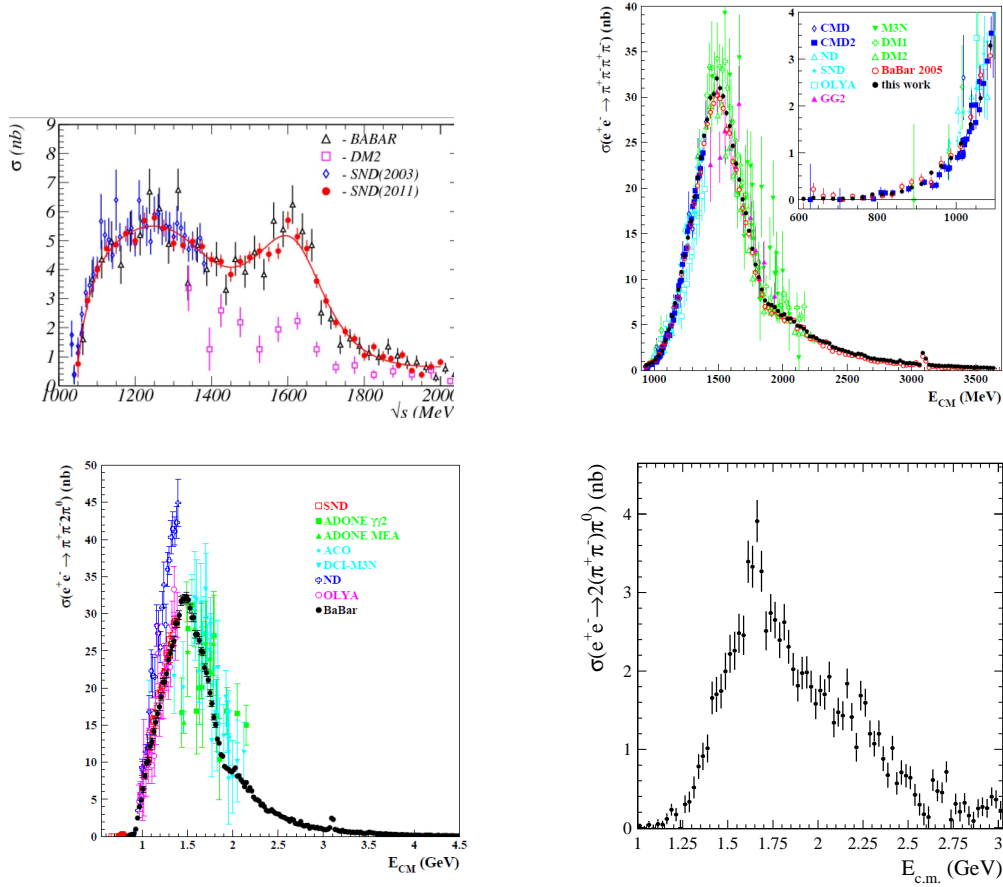 σ (nb)
9
8
7
6
5
4
3
2
1
0
- BABAR
- DM2
- SND(2003)
- SND(2011)
1000 1200 1400 1600 1800 2000
√s (MeV
σ(e⁺e⁻ → π⁺π⁻π⁺π⁻) (nb)
40
35
30
25
20
15
10
5
0
4
3
2
1
0
CMD
CMD2
ND
SND
OLYA
GG2
M3N
DM1
DM2
BaBar 2005
this work
600 800 1000
1000 1500 2000 2500 3000 3500
E_CM (MeV)
σ(e⁺e⁻ → π⁺π⁻2π⁰) (nb)
50
45
40
35
30
25
20
15
10
5
0
SND
ADONE γγ2
ADONE MEA
ACO
DCI-M3N
ND
OLYA
BaBar
1 1.5 2 2.5 3 3.5 4 4.5
E_CM (GeV)
σ(e⁺e⁻→2(π⁺π⁻)π⁰) (nb)
4
3
2
1
0
1 1.25 1.5 1.75 2 2.25 2.5 2.75 3
E_c.m. (GeV)